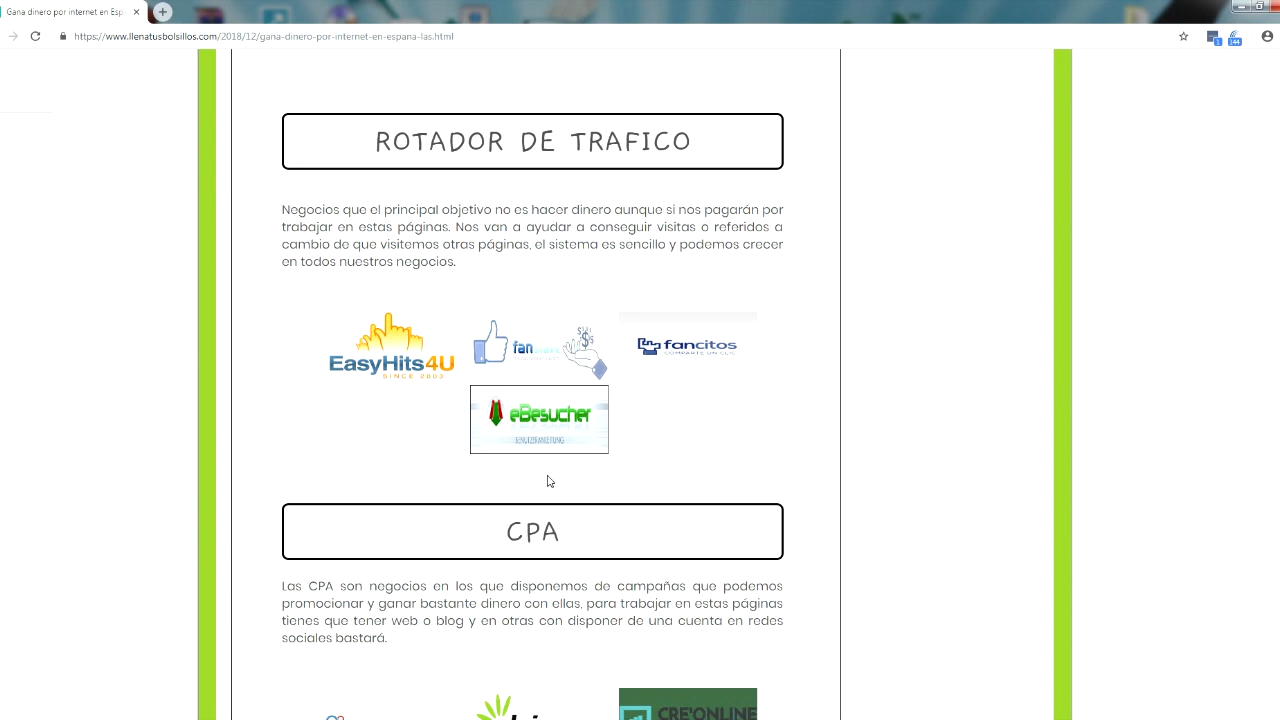 Gana dinero por internet en Esp
https://www.llenatusbolsillos.com/2018/12/gana-dinero-por-internet-en-espana-las.html
1
144
ROTADOR DE TRAFICO
Negocios que el principal objetivo no es hacer dinero aunque si nos pagarán por
trabajar en estas páginas. Nos van a ayudar a conseguir visitas o referidos a
cambio de que visitemos otras páginas, el sistema es sencillo y podemos crecer
en todos nuestros negocios.
EasyHits4U
SINCE 2003
fan
fancitos
COMPARTE UN CLIC
eBesucher
BENUTZERANLEITUNG
CPA
Las CPA son negocios en los que disponemos de campañas que podemos
promocionar y ganar bastante dinero con ellas, para trabajar en estas páginas
tienes que tener web o blog y en otras con disponer de una cuenta en redes
sociales bastará.
CRE'ONLINE